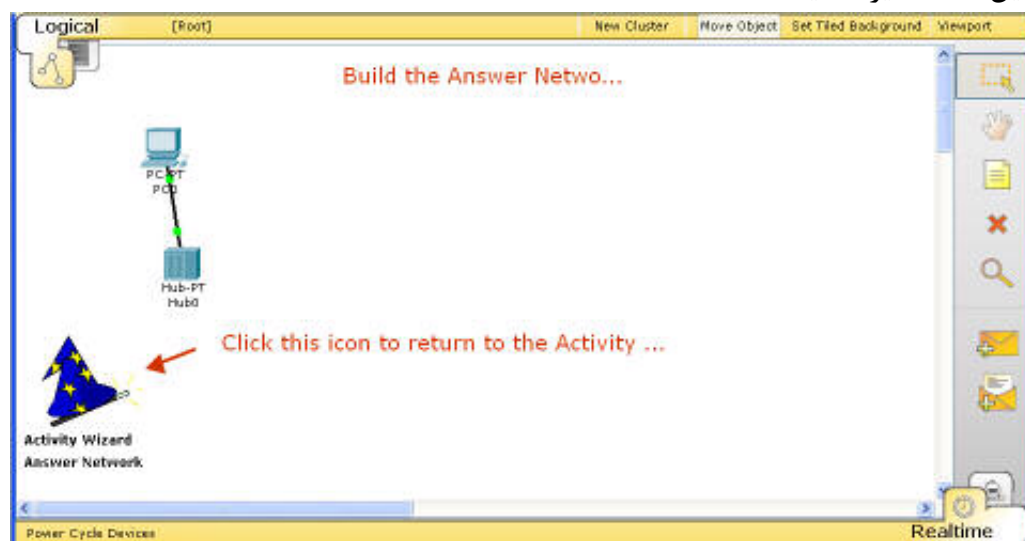 Logical [Root] New Cluster Move Object Set Tiled Background Viewport
Build the Answer Netwo...
PC-PT
PC0
Hub-PT
Hub0
Click this icon to return to the Activity ...
Activity Wizard
Answer Network
Power Cycle Devices
Realtime